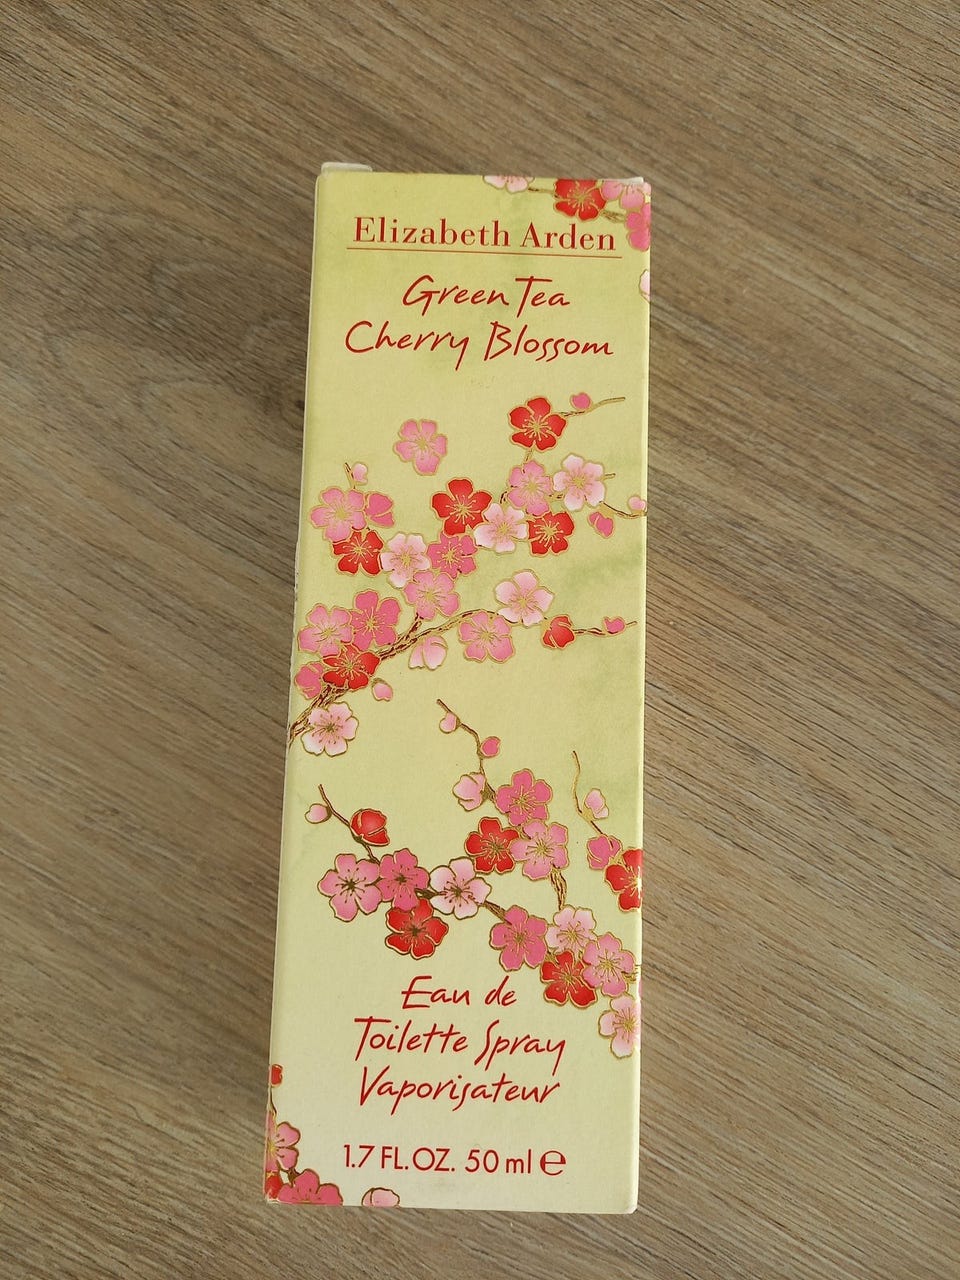 Elizabeth Arden
Green Tea
Cherry Blossom
Eau de
Toilette Spray
Vaporisateur
1.7 FL.OZ. 50 ml ℮